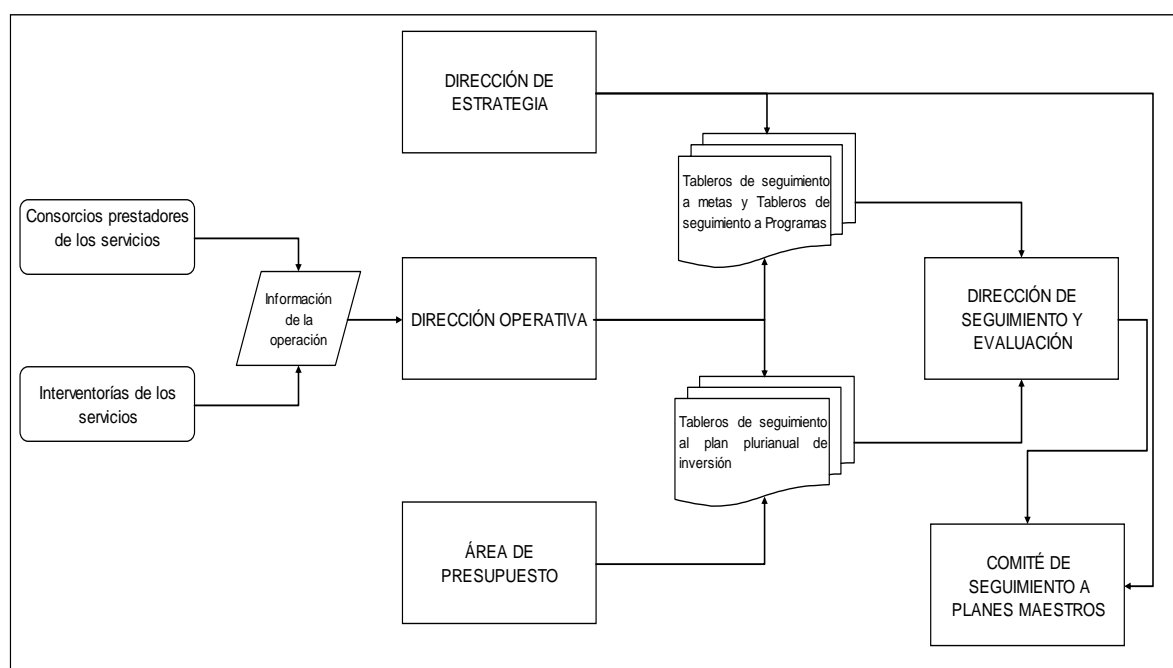 DIRECCIÓN DE
ESTRATEGIA
Consorcios prestadores
de los servicios
Información
de la
operación
Interventorías de los
servicios
DIRECCIÓN OPERATIVA
ÁREA DE
PRESUPUESTO
Tableros de seguimiento
a metas y Tableros de
seguimiento a Programas
Tableros de seguimiento
al plan plurianual de
inversión
DIRECCIÓN DE
SEGUIMIENTO Y
EVALUACIÓN
COMITÉ DE
SEGUIMIENTO A
PLANES MAESTROS